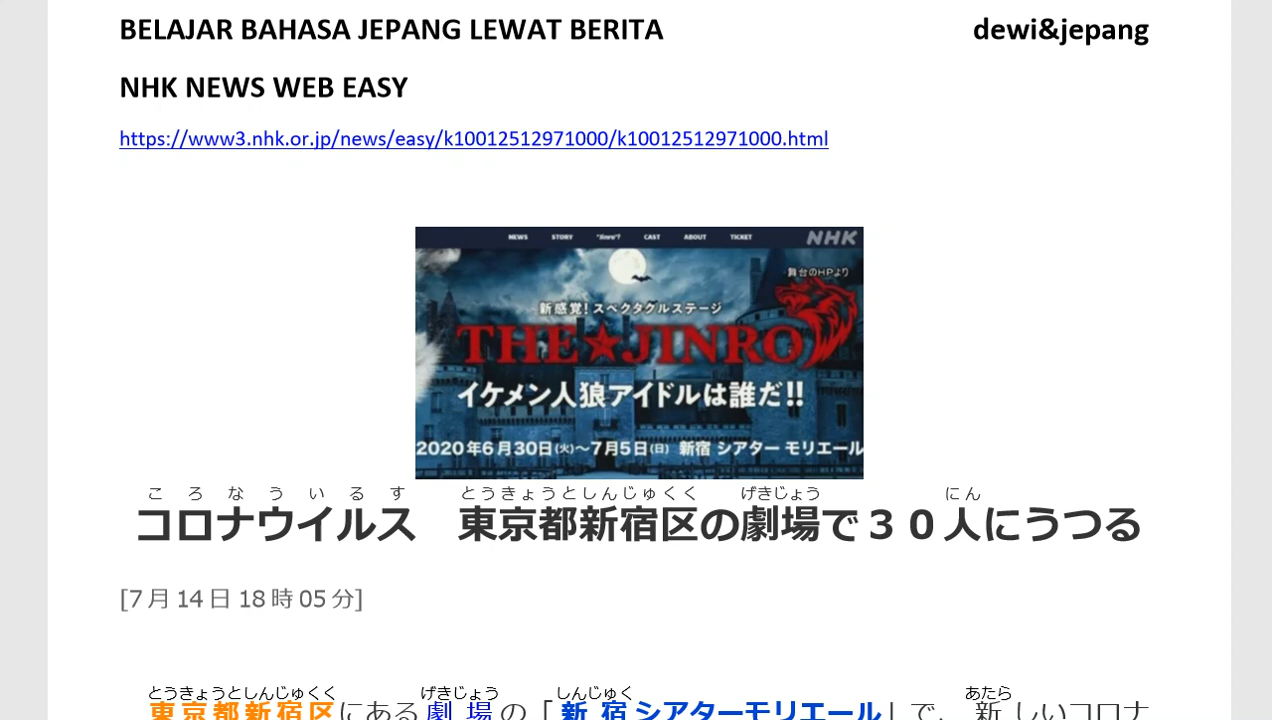 BELAJAR BAHASA JEPANG LEWAT BERITA dewi&jepang
NHK NEWS WEB EASY
https://www3.nhk.or.jp/news/easy/k10012512971000/k10012512971000.html
NEWS STORY "Jinro"? CAST ABOUT TICKET NHK
舞台のHPより
新感覚!スペクタクルステージ
THE★JINRO
イケメン人狼アイドルは誰だ!!
2020年6月30日(火)~7月5日(日) 新宿 シアター モリエール
ころなういるす とうきょうとしんじゅくく げきじょう にん
コロナウイルス 東京都新宿区の劇場で30人にうつる
[7月14日18時05分]
とうきょうとしんじゅくく げきじょう しんじゅく あたら
東京都新宿区にある劇場の「新宿シアターモリエール」で、新しいコロナ